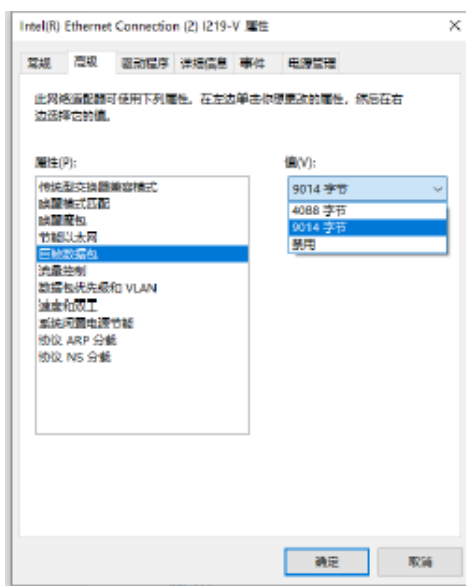 Intel(R) Ethernet Connection (2) I219-V 属性
常规 高级 驱动程序 详细信息 事件 电源管理
此网络适配器可使用下列属性。在左边单击你想更改的属性，然后在右
边选择它的值。
属性(P):
值(V):
传统型交换器兼容模式
唤醒模式匹配
唤醒魔包
节能以太网
巨帧数据包
流量控制
数据包优先级和 VLAN
速度和双工
系统闲置电源节能
协议 ARP 分载
协议 NS 分载
9014 字节
4088 字节
9014 字节
禁用
确定
取消